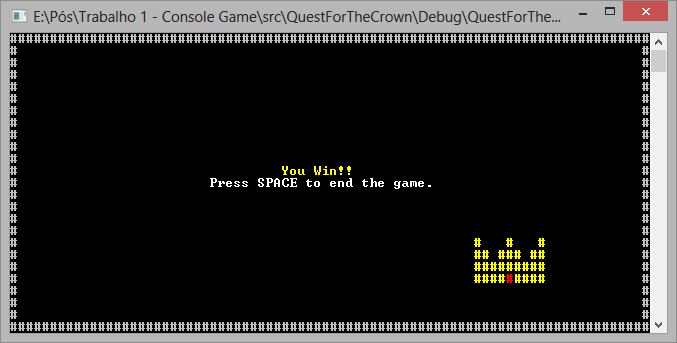 E:\Pós\Trabalho 1 - Console Game\src\QuestForTheCrown\Debug\QuestForThe...
You Win!!
Press SPACE to end the game.